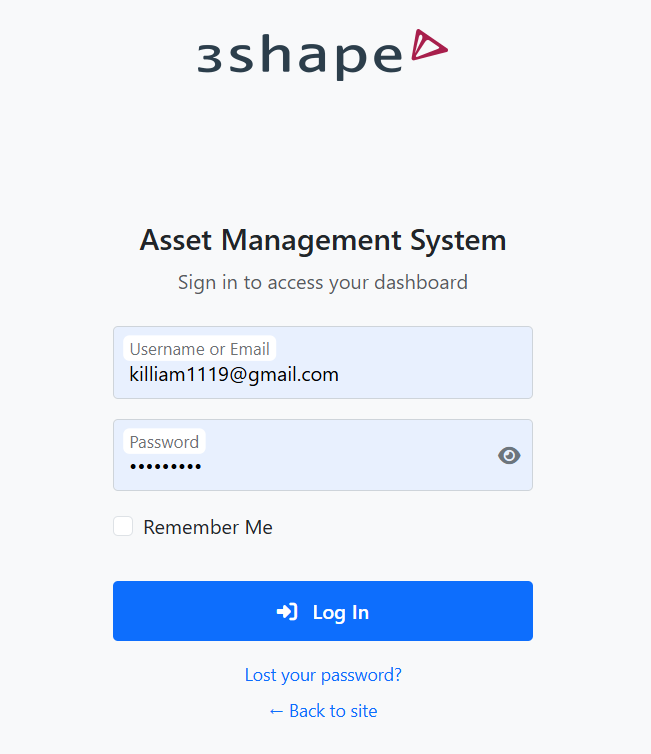 3shape
Asset Management System
Sign in to access your dashboard
Username or Email
killiam1119@gmail.com
Password
•••••••••
Remember Me
Log In
Lost your password?
← Back to site